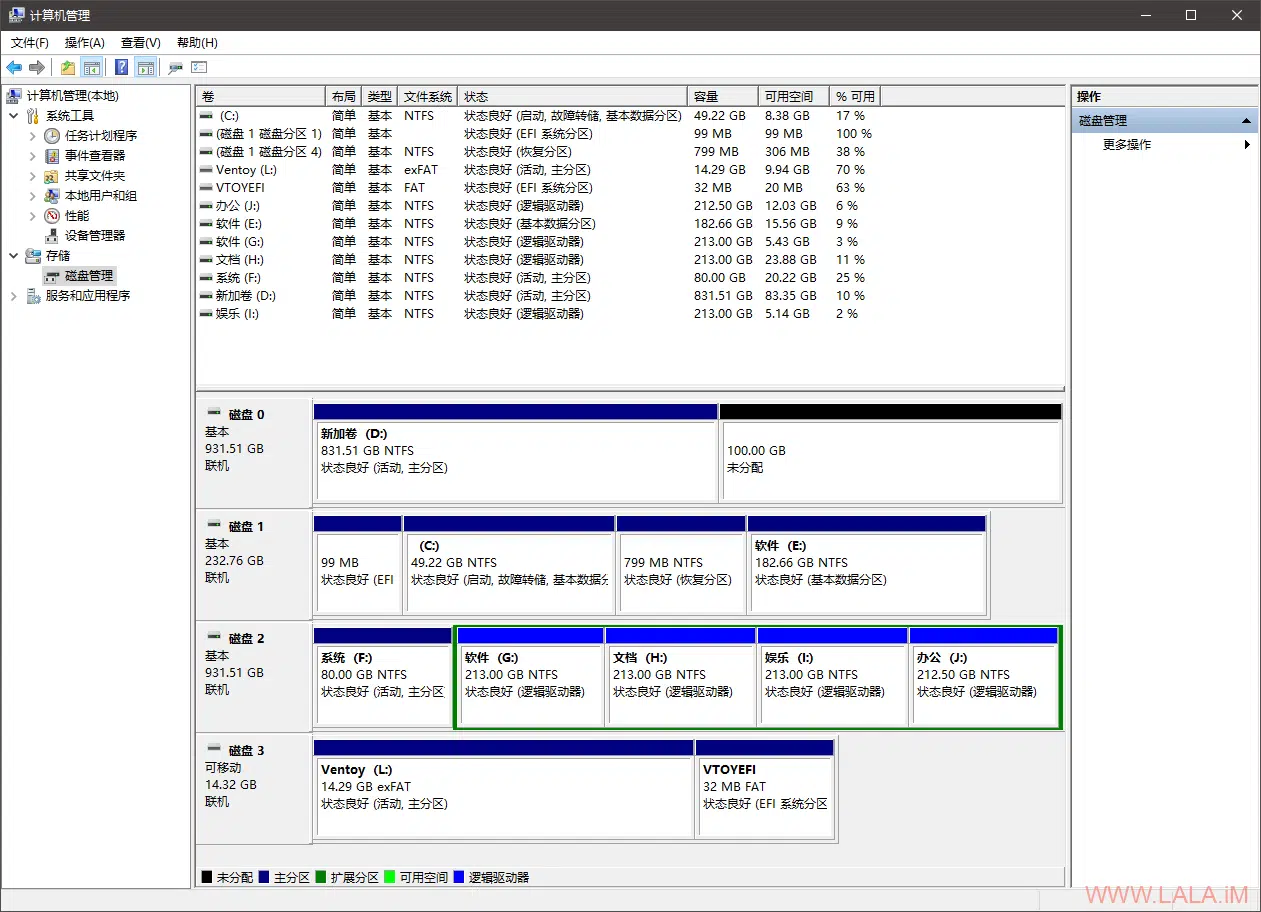 计算机管理
文件(F) 操作(A) 查看(V) 帮助(H)
计算机管理(本地)
系统工具
任务计划程序
事件查看器
共享文件夹
本地用户和组
性能
设备管理器
存储
磁盘管理
服务和应用程序
卷 布局 类型 文件系统 状态 容量 可用空间 % 可用
(C:) 简单 基本 NTFS 状态良好 (启动, 故障转储, 基本数据分区) 49.22 GB 8.38 GB 17 %
(磁盘 1 磁盘分区 1) 简单 基本 状态良好 (EFI 系统分区) 99 MB 99 MB 100 %
(磁盘 1 磁盘分区 4) 简单 基本 NTFS 状态良好 (恢复分区) 799 MB 306 MB 38 %
Ventoy (L:) 简单 基本 exFAT 状态良好 (活动, 主分区) 14.29 GB 9.94 GB 70 %
VTOYEFI 简单 基本 FAT 状态良好 (EFI 系统分区) 32 MB 20 MB 63 %
办公 (J:) 简单 基本 NTFS 状态良好 (逻辑驱动器) 212.50 GB 12.03 GB 6 %
软件 (E:) 简单 基本 NTFS 状态良好 (基本数据分区) 182.66 GB 15.56 GB 9 %
软件 (G:) 简单 基本 NTFS 状态良好 (逻辑驱动器) 213.00 GB 5.43 GB 3 %
文档 (H:) 简单 基本 NTFS 状态良好 (逻辑驱动器) 213.00 GB 23.88 GB 11 %
系统 (F:) 简单 基本 NTFS 状态良好 (活动, 主分区) 80.00 GB 20.22 GB 25 %
新加卷 (D:) 简单 基本 NTFS 状态良好 (活动, 主分区) 831.51 GB 83.35 GB 10 %
娱乐 (I:) 简单 基本 NTFS 状态良好 (逻辑驱动器) 213.00 GB 5.14 GB 2 %
操作
磁盘管理
更多操作
磁盘 0
基本
931.51 GB
联机
新加卷 (D:)
831.51 GB NTFS
状态良好 (活动, 主分区)
100.00 GB
未分配
磁盘 1
基本
232.76 GB
联机
99 MB
状态良好 (EFI
(C:)
49.22 GB NTFS
状态良好 (启动, 故障转储, 基本数据分
799 MB NTFS
状态良好 (恢复分区)
软件 (E:)
182.66 GB NTFS
状态良好 (基本数据分区)
磁盘 2
基本
931.51 GB
联机
系统 (F:)
80.00 GB NTFS
状态良好 (活动, 主分区
软件 (G:)
213.00 GB NTFS
状态良好 (逻辑驱动器)
文档 (H:)
213.00 GB NTFS
状态良好 (逻辑驱动器)
娱乐 (I:)
213.00 GB NTFS
状态良好 (逻辑驱动器)
办公 (J:)
212.50 GB NTFS
状态良好 (逻辑驱动器)
磁盘 3
可移动
14.32 GB
联机
Ventoy (L:)
14.29 GB exFAT
状态良好 (活动, 主分区)
VTOYEFI
32 MB FAT
状态良好 (EFI 系统分区
未分配 主分区 扩展分区 可用空间 逻辑驱动器
WWW.LALA.iM